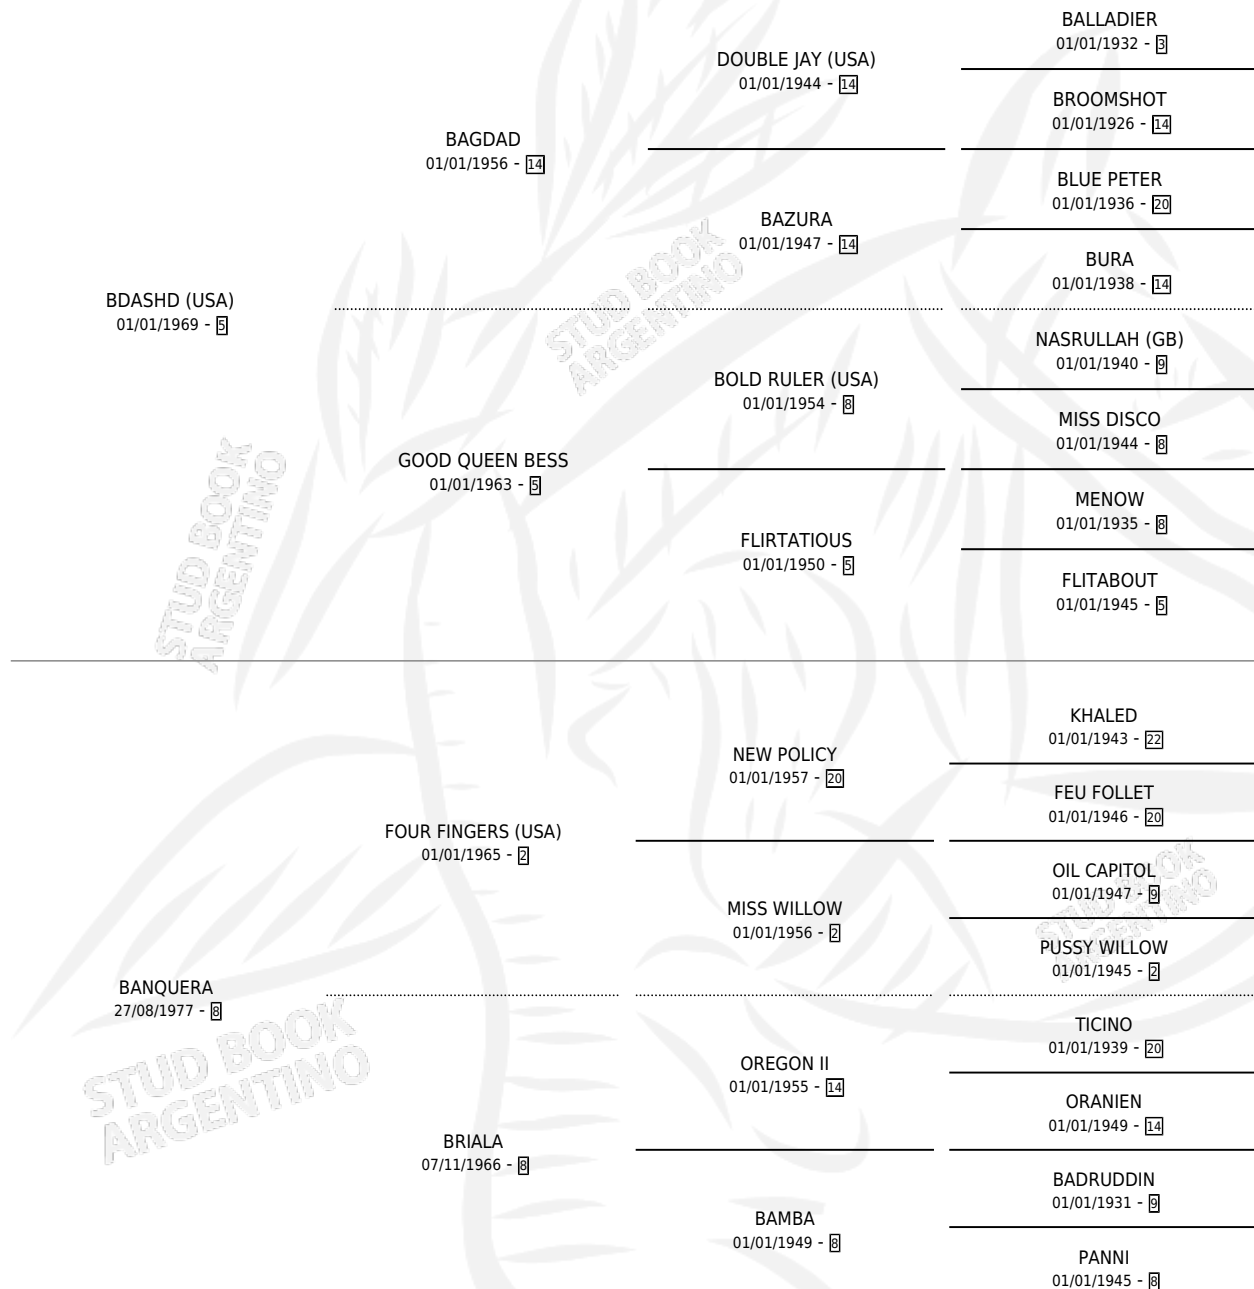 BALLADIER
01/01/1932 - 3
DOUBLE JAY (USA)
01/01/1944 - 14
BROOMSHOT
01/01/1926 - 14
BAGDAD
01/01/1956 - 14
BLUE PETER
01/01/1936 - 20
BAZURA
01/01/1947 - 14
BURA
01/01/1938 - 14
BDASHD (USA)
01/01/1969 - 5
NASRULLAH (GB)
01/01/1940 - 9
BOLD RULER (USA)
01/01/1954 - 8
MISS DISCO
01/01/1944 - 8
GOOD QUEEN BESS
01/01/1963 - 5
MENOW
01/01/1935 - 8
FLIRTATIOUS
01/01/1950 - 5
FLITABOUT
01/01/1945 - 5
KHALED
01/01/1943 - 22
NEW POLICY
01/01/1957 - 20
FEU FOLLET
01/01/1946 - 20
FOUR FINGERS (USA)
01/01/1965 - 2
OIL CAPITOL
01/01/1947 - 9
MISS WILLOW
01/01/1956 - 2
PUSSY WILLOW
01/01/1945 - 2
BANQUERA
27/08/1977 - 8
TICINO
01/01/1939 - 20
OREGON II
01/01/1955 - 14
ORANIEN
01/01/1949 - 14
BRIALA
07/11/1966 - 8
BADRUDDIN
01/01/1931 - 9
BAMBA
01/01/1949 - 8
PANNI
01/01/1945 - 8
STUD BOOK
ARGENTINO
STUD BOOK
ARGENTINO
STUD BOOK
ARGENTINO
STUD BOOK
ARGENTINO